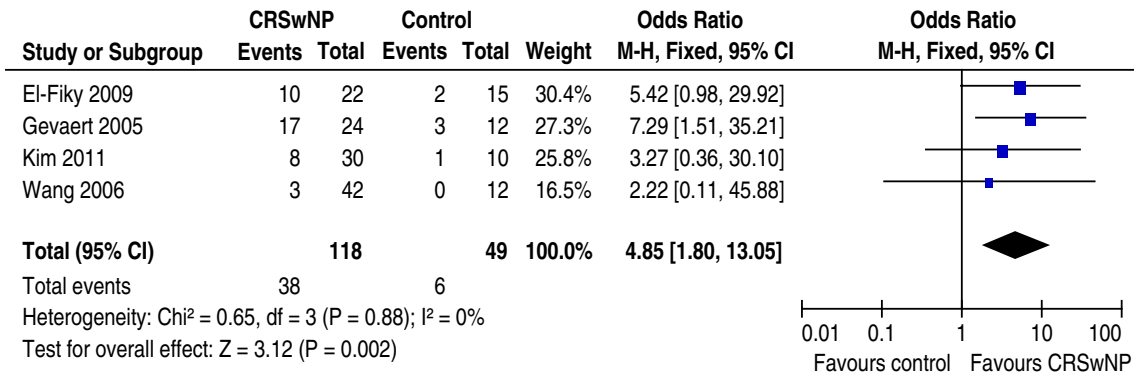 CRSwNP Control Odds Ratio Odds Ratio
Study or Subgroup Events Total Events Total Weight M-H, Fixed, 95% CI M-H, Fixed, 95% CI
El-Fiky 2009 10 22 2 15 30.4% 5.42 [0.98, 29.92]
Gevaert 2005 17 24 3 12 27.3% 7.29 [1.51, 35.21]
Kim 2011 8 30 1 10 25.8% 3.27 [0.36, 30.10]
Wang 2006 3 42 0 12 16.5% 2.22 [0.11, 45.88]
Total (95% CI) 118 49 100.0% 4.85 [1.80, 13.05]
Total events 38 6
Heterogeneity: Chi² = 0.65, df = 3 (P = 0.88); I² = 0%
Test for overall effect: Z = 3.12 (P = 0.002)
0.01 0.1 1 10 100
Favours control Favours CRSwNP